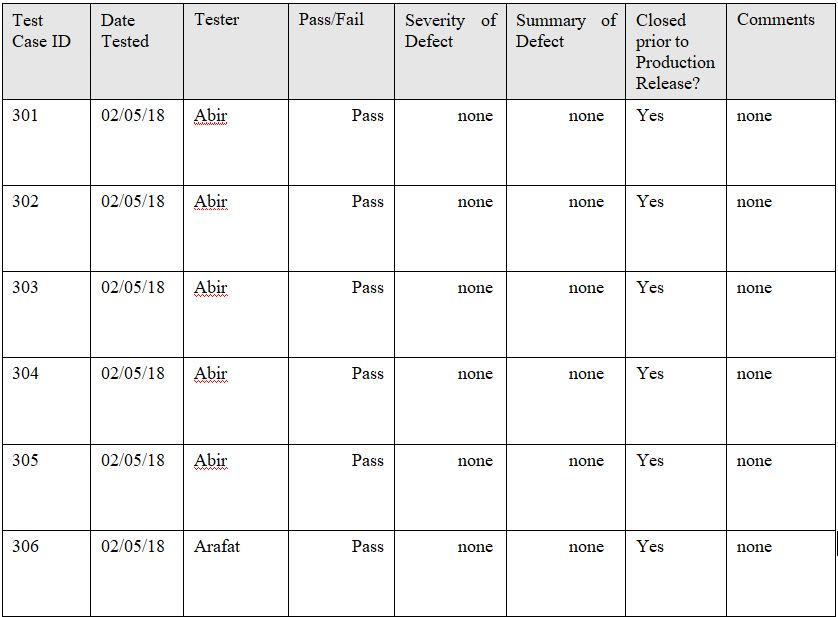 Test Case ID Date Tested Tester Pass/Fail Severity of Defect Summary of Defect Closed prior to Production Release? Comments
301 02/05/18 Abir Pass none none Yes none
302 02/05/18 Abir Pass none none Yes none
303 02/05/18 Abir Pass none none Yes none
304 02/05/18 Abir Pass none none Yes none
305 02/05/18 Abir Pass none none Yes none
306 02/05/18 Arafat Pass none none Yes none